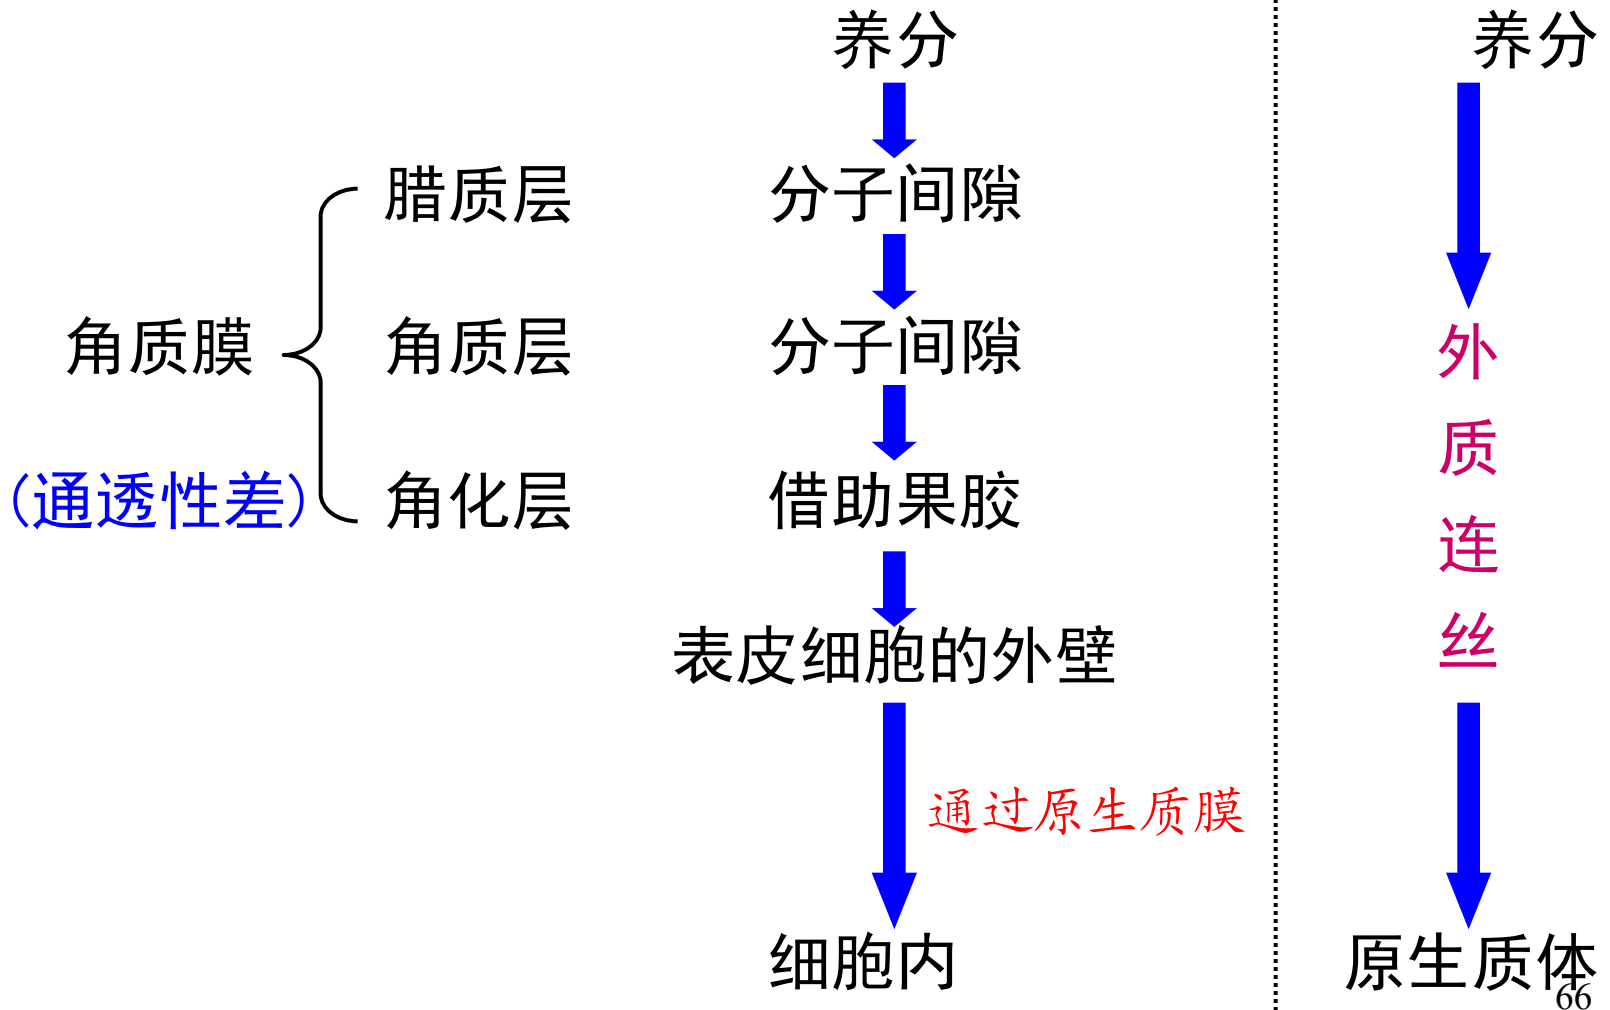 养分
养分
腊质层
分子间隙
角质膜
角质层
分子间隙
(通透性差)
角化层
借助果胶
外
质
连
丝
表皮细胞的外壁
通过原生质膜
细胞内
原生质体
66